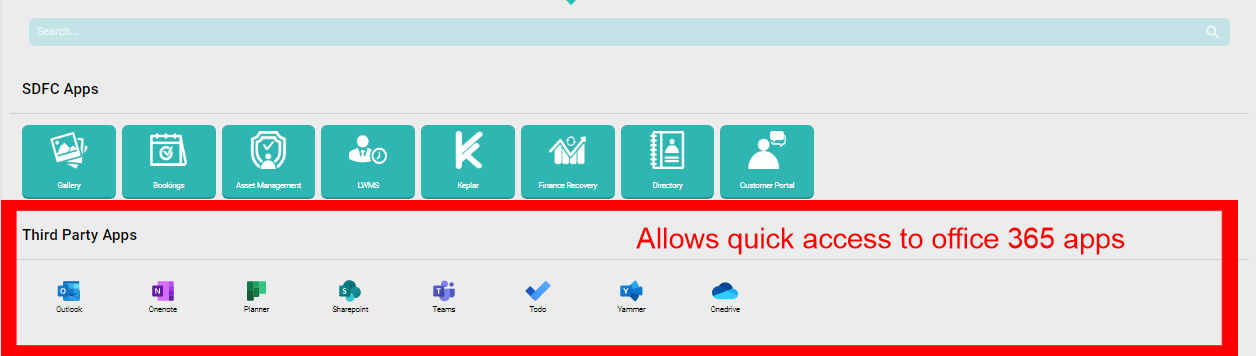 Search...
SDFC Apps
Gallery
Bookings
Asset Management
LWMS
Keplar
Finance Recovery
Directory
Customer Portal
Third Party Apps
Allows quick access to office 365 apps
Outlook
Onenote
Planner
Sharepoint
Teams
Todo
Yammer
Onedrive